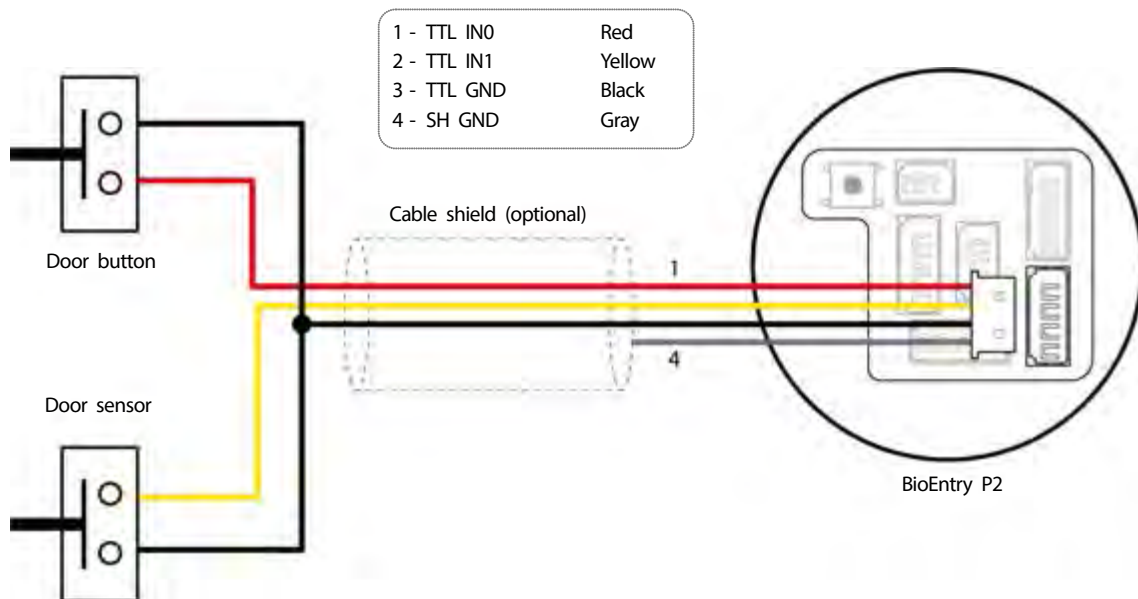 1 - TTL IN0 Red
2 - TTL IN1 Yellow
3 - TTL GND Black
4 - SH GND Gray
Door button
Cable shield (optional)
1
4
Door sensor
BioEntry P2